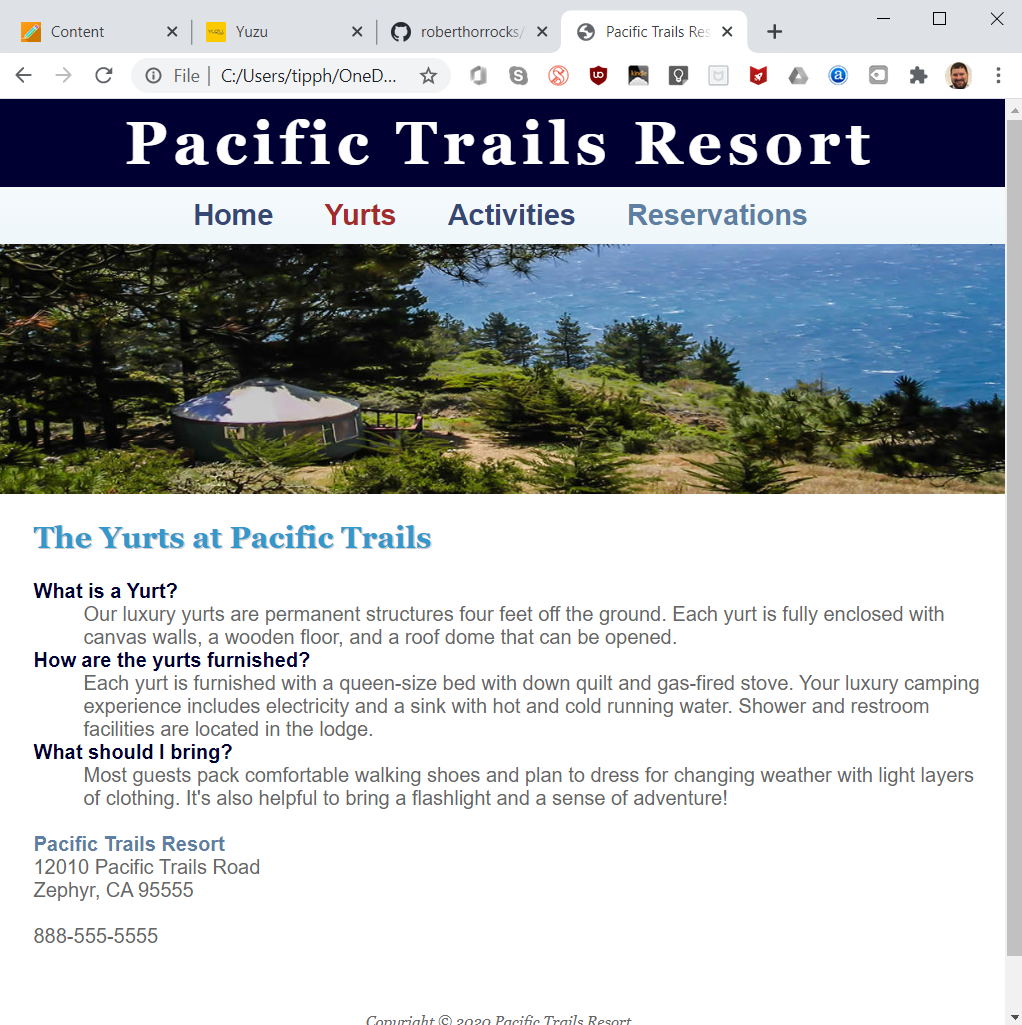 Content
Yuzu
roberthorrocks/
Pacific Trails Res
File
C:/Users/tipph/OneD...
Pacific Trails Resort
Home Yurts Activities Reservations
The Yurts at Pacific Trails
What is a Yurt?
Our luxury yurts are permanent structures four feet off the ground. Each yurt is fully enclosed with
canvas walls, a wooden floor, and a roof dome that can be opened.
How are the yurts furnished?
Each yurt is furnished with a queen-size bed with down quilt and gas-fired stove. Your luxury camping
experience includes electricity and a sink with hot and cold running water. Shower and restroom
facilities are located in the lodge.
What should I bring?
Most guests pack comfortable walking shoes and plan to dress for changing weather with light layers
of clothing. It's also helpful to bring a flashlight and a sense of adventure!
Pacific Trails Resort
12010 Pacific Trails Road
Zephyr, CA 95555
888-555-5555
Copyright © 2020 Pacific Trails Resort